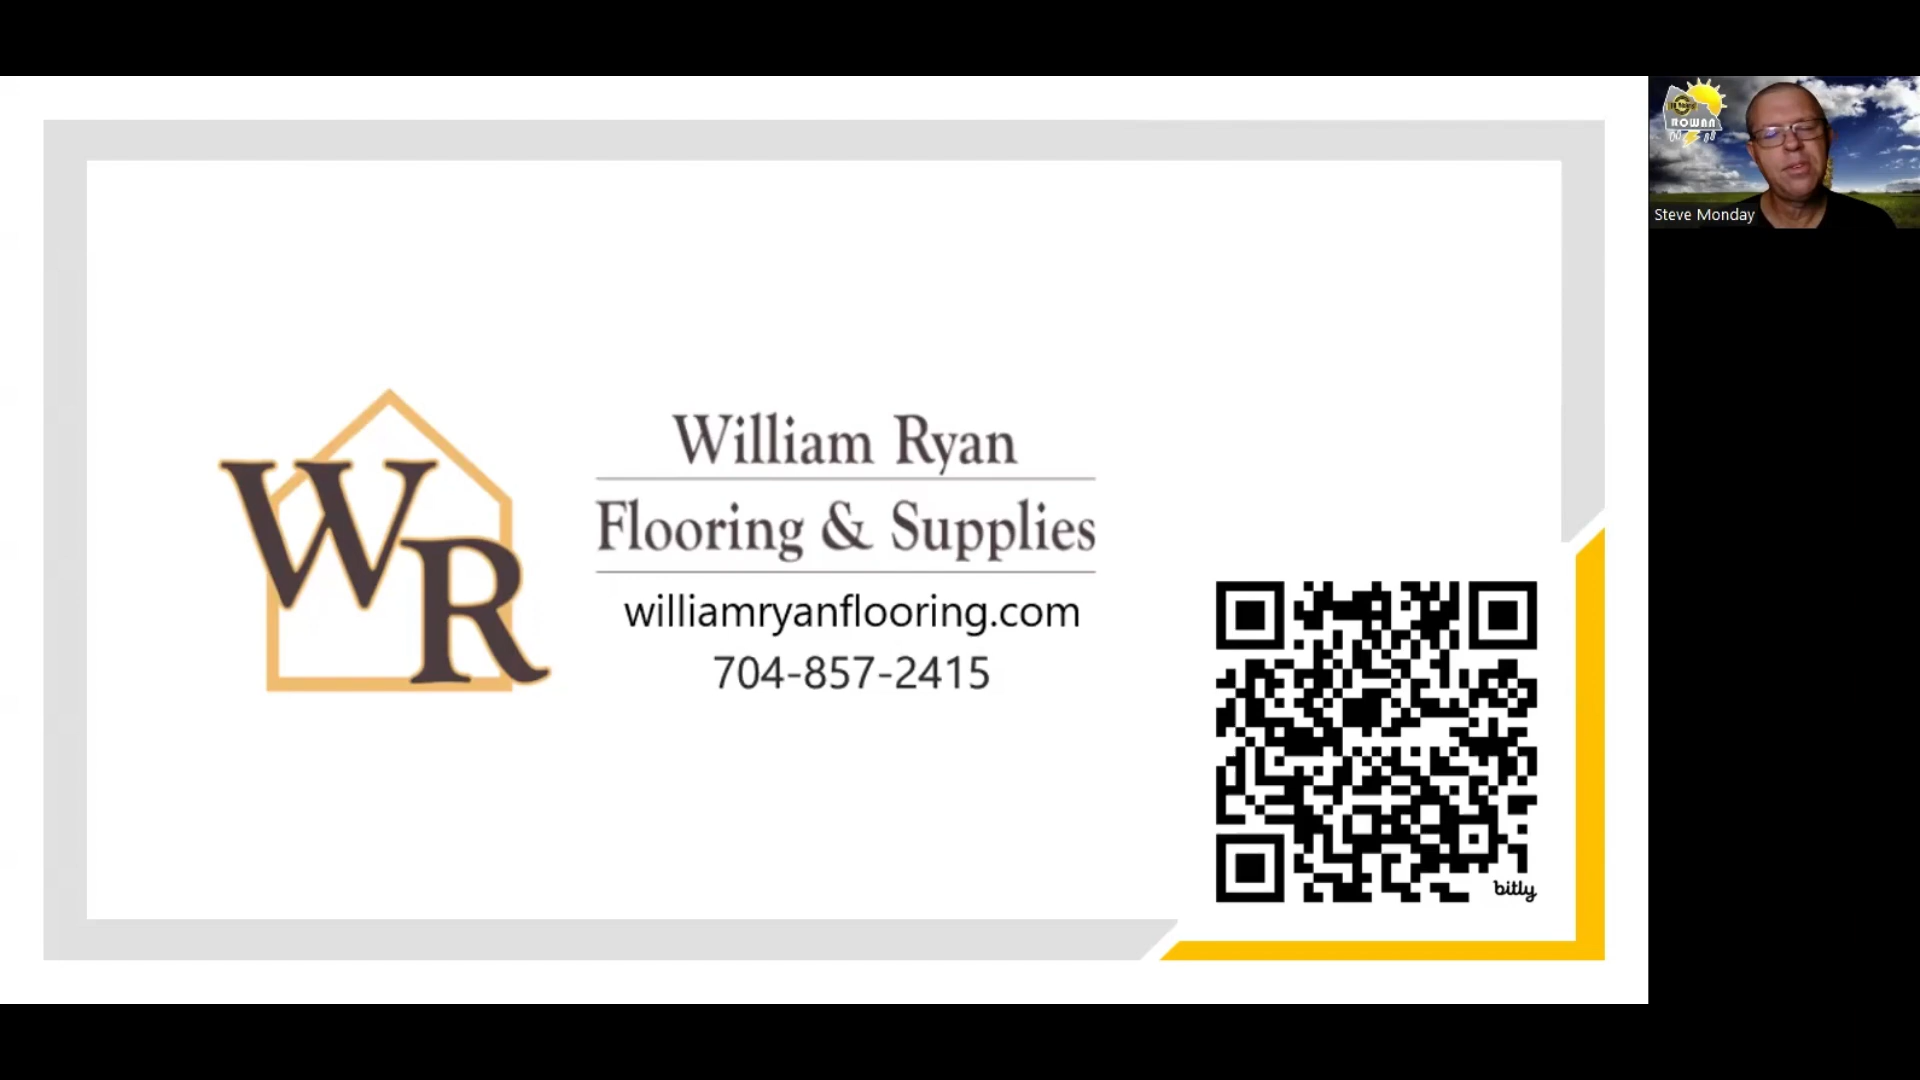 William Ryan
Flooring & Supplies
williamryanflooring.com
704-857-2415
WR
bitly
ROWAN
Steve Monday